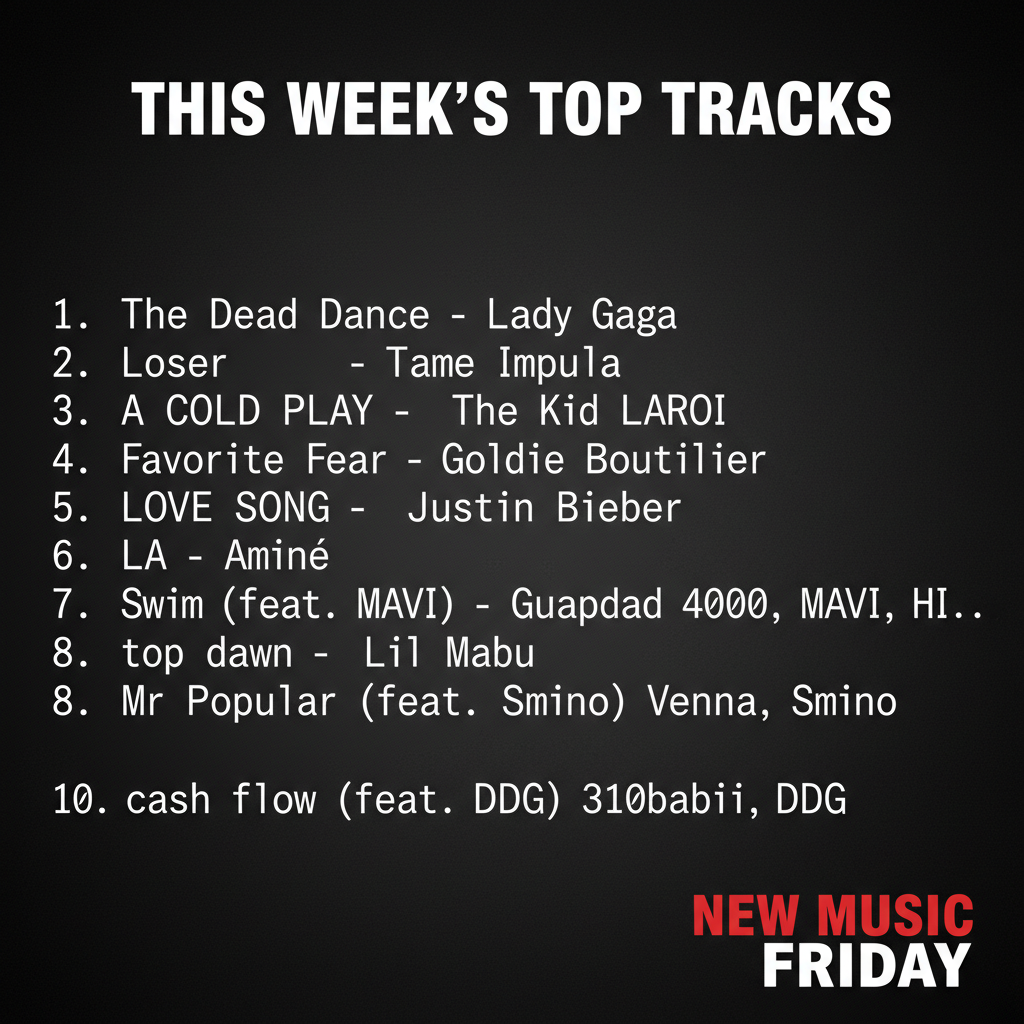 THIS WEEK'S TOP TRACKS
1. The Dead Dance - Lady Gaga
2. Loser - Tame Impula
3. A COLD PLAY - The Kid LAROI
4. Favorite Fear - Goldie Boutilier
5. LOVE SONG - Justin Bieber
6. LA - Aminé
7. Swim (feat. MAVI) - Guapdad 4000, MAVI, HI..
8. top dawn - Lil Mabu
8. Mr Popular (feat. Smino) Venna, Smino
10. cash flow (feat. DDG) 310babii, DDG
NEW MUSIC
FRIDAY